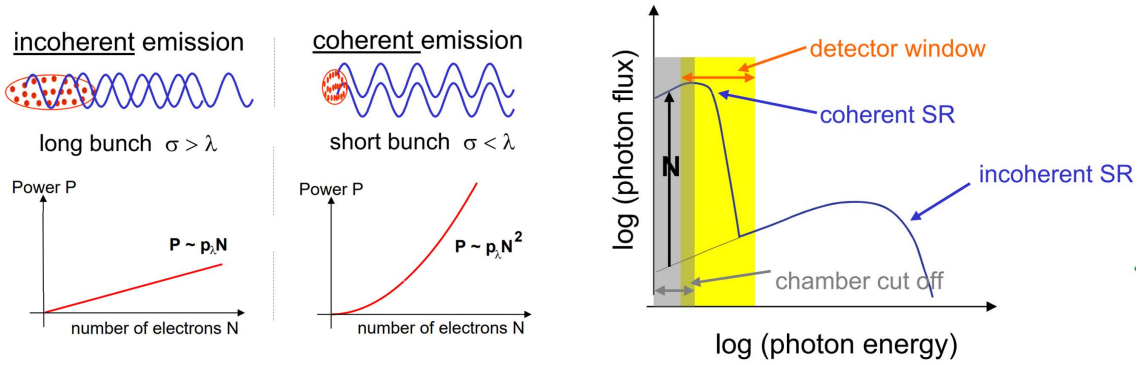 incoherent emission
long bunch σ > λ
Power P
P ~ pλN
number of electrons N
coherent emission
short bunch σ < λ
Power P
P ~ pλN²
number of electrons N
detector window
coherent SR
N
incoherent SR
chamber cut off
log (photon flux)
log (photon energy)